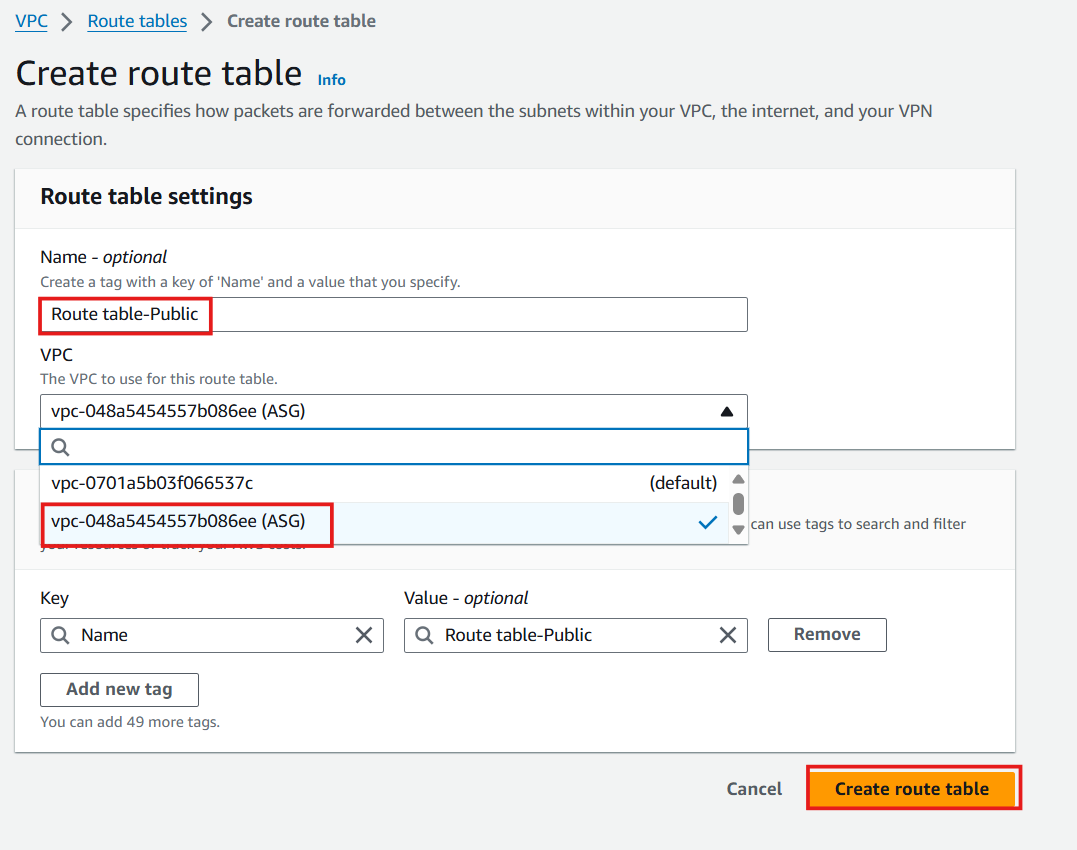 VPC > Route tables > Create route table
Create route table Info
A route table specifies how packets are forwarded between the subnets within your VPC, the internet, and your VPN
connection.
Route table settings
Name - optional
Create a tag with a key of 'Name' and a value that you specify.
Route table-Public
VPC
The VPC to use for this route table.
vpc-048a5454557b086ee (ASG)
vpc-0701a5b03f066537c (default)
vpc-048a5454557b086ee (ASG)
can use tags to search and filter
Key Value - optional
Name Route table-Public Remove
Add new tag
You can add 49 more tags.
Cancel Create route table